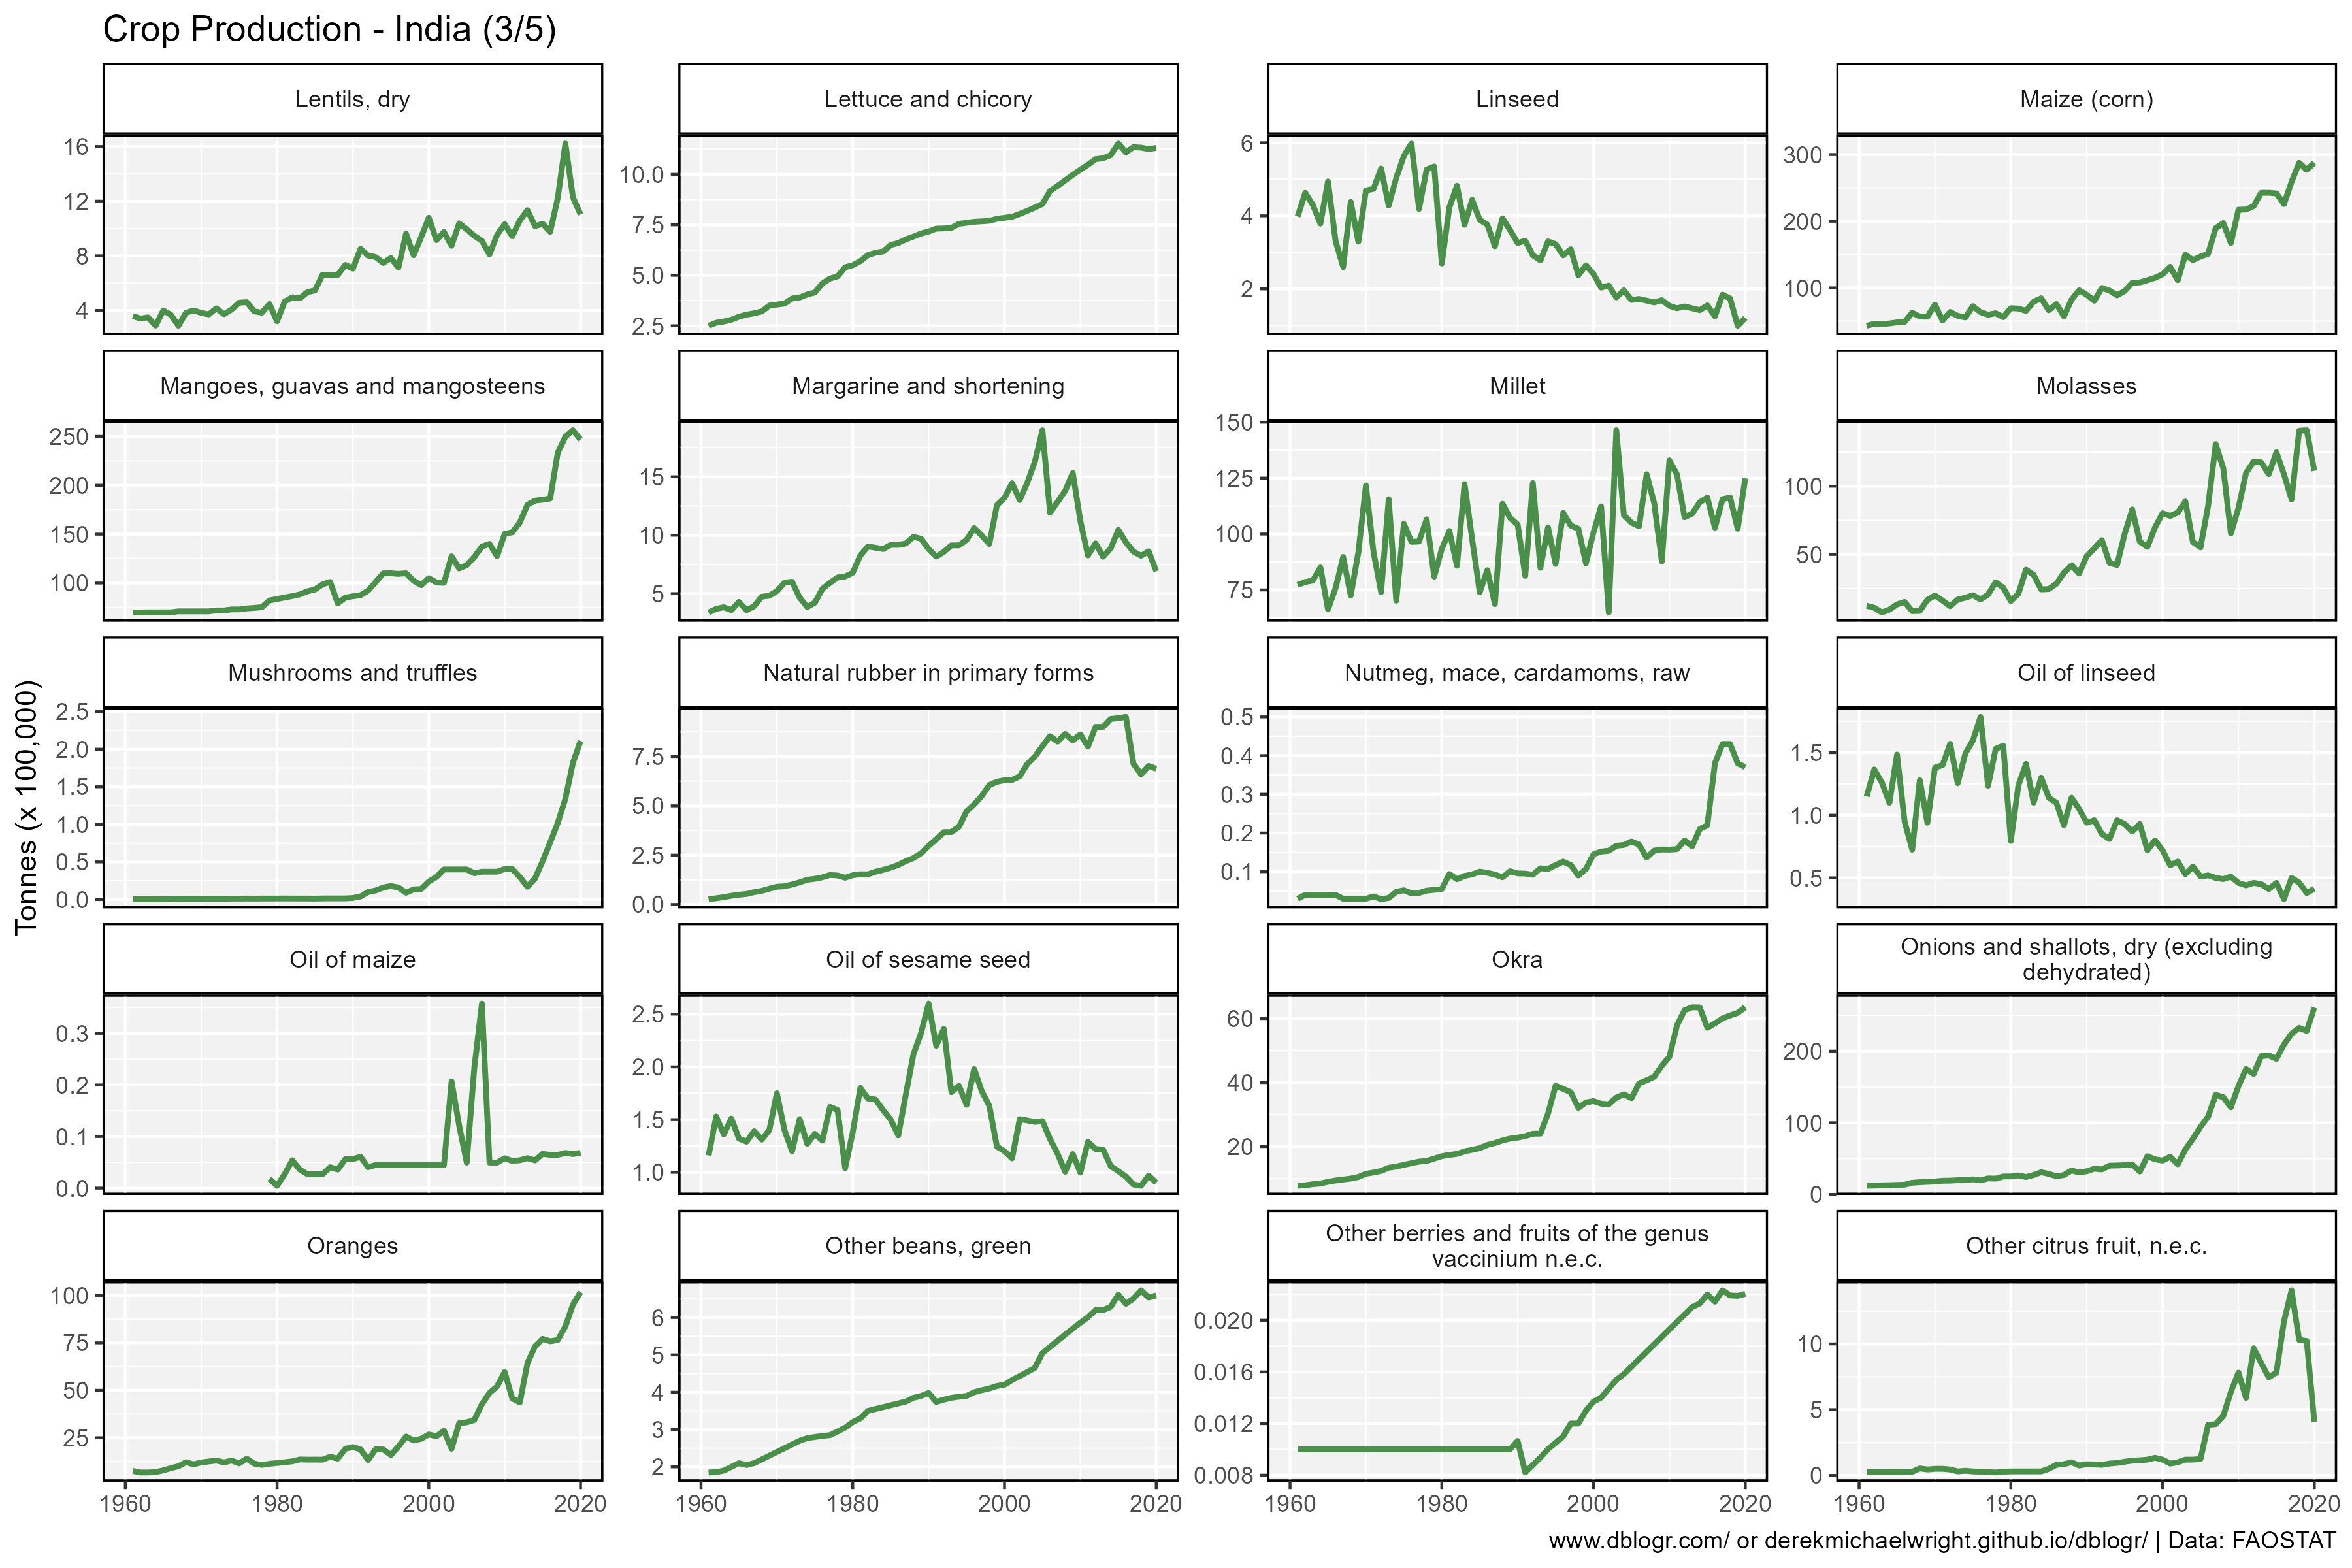 Crop Production - India (3/5)
Tonnes (x 100,000)
Lentils, dry
16
12
8
4
Lettuce and chicory
10.0
7.5
5.0
2.5
Linseed
6
4
2
Maize (corn)
300
200
100
Mangoes, guavas and mangosteens
250
200
150
100
Margarine and shortening
15
10
5
Millet
150
125
100
75
Molasses
100
50
Mushrooms and truffles
2.5
2.0
1.5
1.0
0.5
0.0
Natural rubber in primary forms
7.5
5.0
2.5
0.0
Nutmeg, mace, cardamoms, raw
0.5
0.4
0.3
0.2
0.1
Oil of linseed
1.5
1.0
0.5
Oil of maize
0.3
0.2
0.1
0.0
Oil of sesame seed
2.5
2.0
1.5
1.0
Okra
60
40
20
Onions and shallots, dry (excluding
dehydrated)
200
100
0
Oranges
100
75
50
25
1960 1980 2000 2020
Other beans, green
6
5
4
3
2
1960 1980 2000 2020
Other berries and fruits of the genus
vaccinium n.e.c.
0.020
0.016
0.012
0.008
1960 1980 2000 2020
Other citrus fruit, n.e.c.
10
5
0
1960 1980 2000 2020
www.dblogr.com/ or derekmichaelwright.github.io/dblogr/ | Data: FAOSTAT